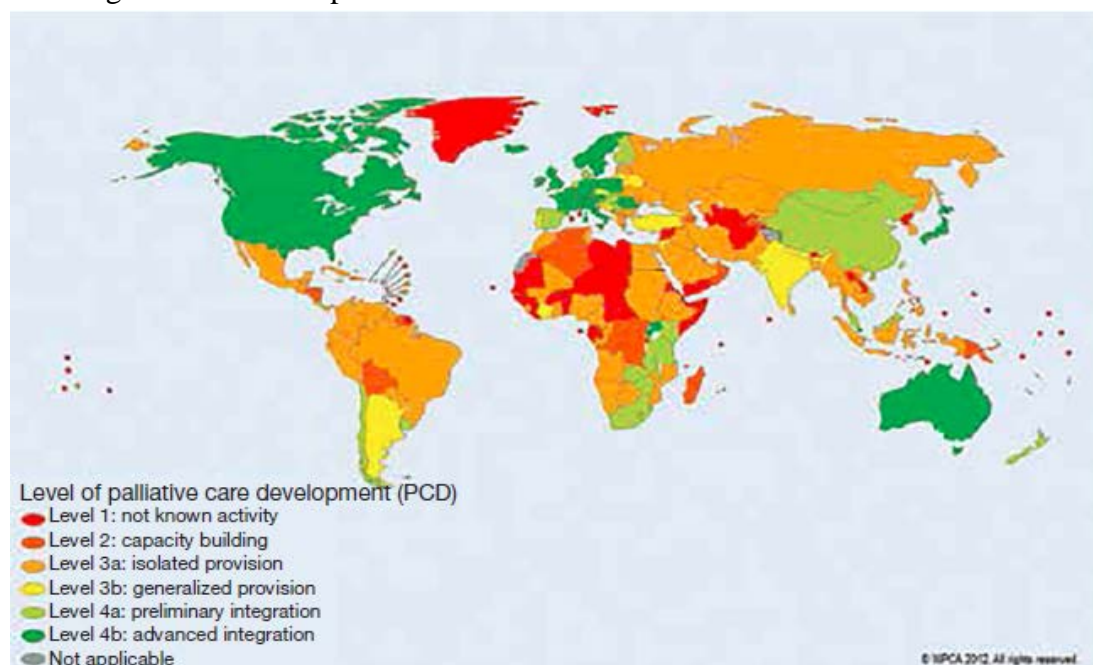 Level of palliative care development (PCD)
Level 1: not known activity
Level 2: capacity building
Level 3a: isolated provision
Level 3b: generalized provision
Level 4a: preliminary integration
Level 4b: advanced integration
Not applicable
© WPCA 2012. All rights reserved.